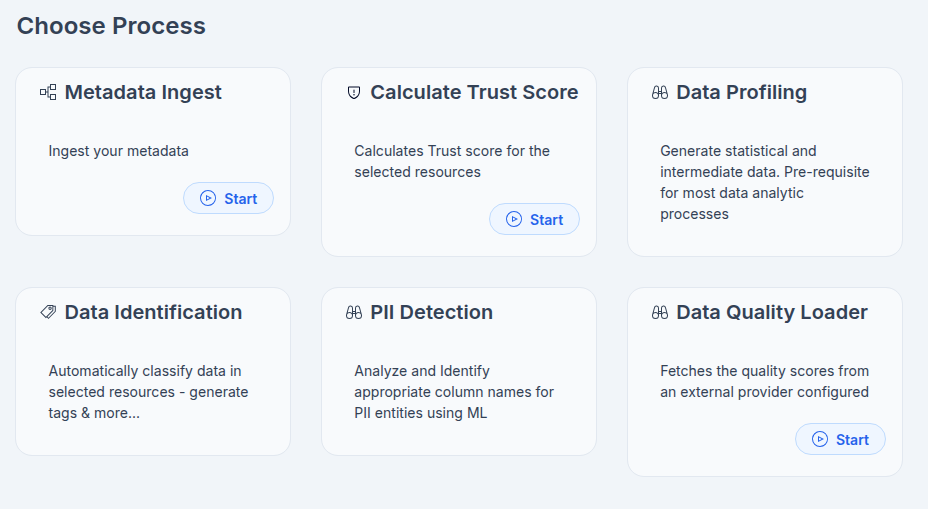 Choose Process
Metadata Ingest
Ingest your metadata
Start
Calculate Trust Score
Calculates Trust score for the
selected resources
Start
Data Profiling
Generate statistical and
intermediate data. Pre-requisite
for most data analytic
processes
Data Identification
Automatically classify data in
selected resources - generate
tags & more...
PII Detection
Analyze and Identify
appropriate column names for
PII entities using ML
Data Quality Loader
Fetches the quality scores from
an external provider configured
Start